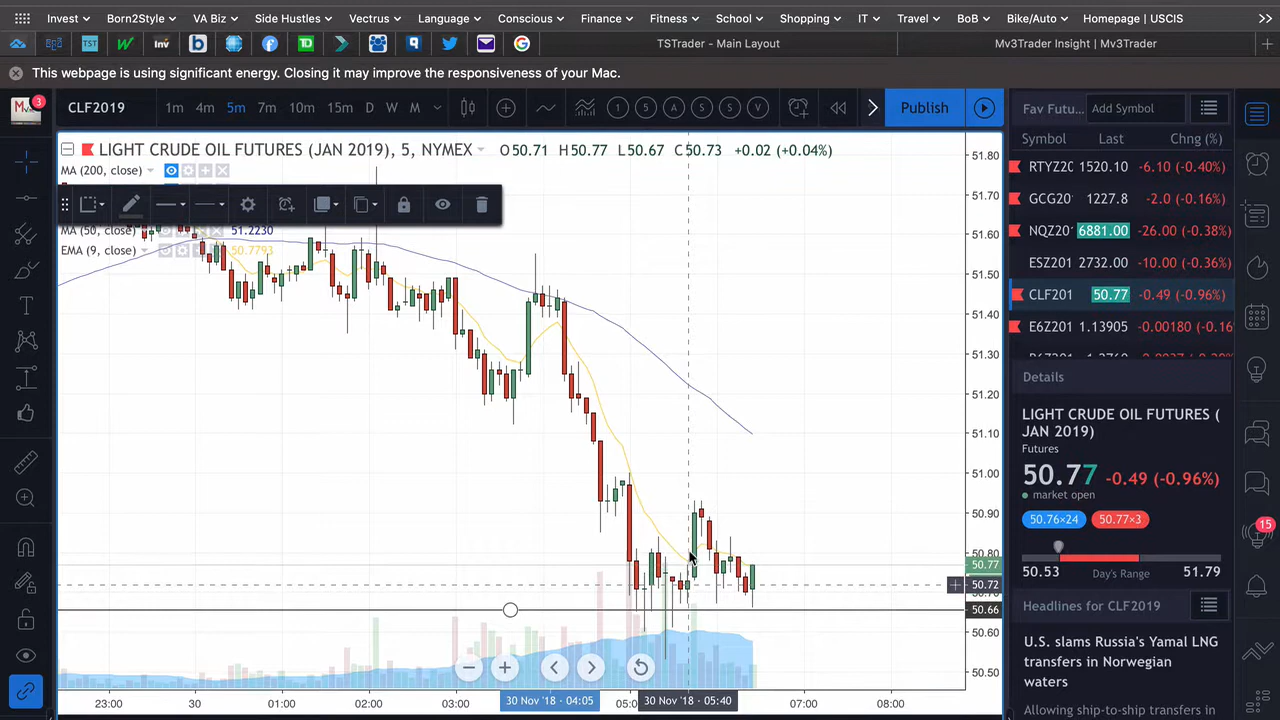 Invest Born2Style VA Biz Side Hustles Vectrus Language Conscious Finance Fitness School Shopping IT Travel BoB Bike/Auto Homepage | USCIS
TST Inv TSTrader - Main Layout Mv3Trader Insight | Mv3Trader
This webpage is using significant energy. Closing it may improve the responsiveness of your Mac.
3 CLF2019 1m 4m 5m 7m 10m 15m D W M 1 5 A S S V Publish Fav Futu... Add Symbol
Symbol Last Chng (%)
LIGHT CRUDE OIL FUTURES (JAN 2019), 5, NYMEX O50.71 H50.77 L50.67 C50.73 +0.02 (+0.04%)
MA (200, close)
MA (50, close) 51.2230
EMA (9, close) 50.7793
51.80
51.70
51.60
51.50
51.40
51.30
51.20
51.10
51.00
50.90
50.80
50.77
50.72
50.66
50.60
50.50
23:00 30 01:00 02:00 03:00 30 Nov '18 - 04:05 05:0 30 Nov '18 - 05:40 07:00 08:00
RTYZ20 1520.10 -6.10 (-0.40%)
GCG20 1227.8 -2.0 (-0.16%)
NQZ20 6881.00 -26.00 (-0.38%)
ESZ201 2732.00 -10.00 (-0.36%)
CLF201 50.77 -0.49 (-0.96%)
E6Z201 1.13905 -0.00180 (-0.16
Details
LIGHT CRUDE OIL FUTURES (
JAN 2019)
Futures
50.77 -0.49 (-0.96%)
market open
50.76×24 50.77×3
50.53 Day's Range 51.79
15
Headlines for CLF2019
U.S. slams Russia's Yamal LNG
transfers in Norwegian
waters
Allowing ship-to-ship transfers in